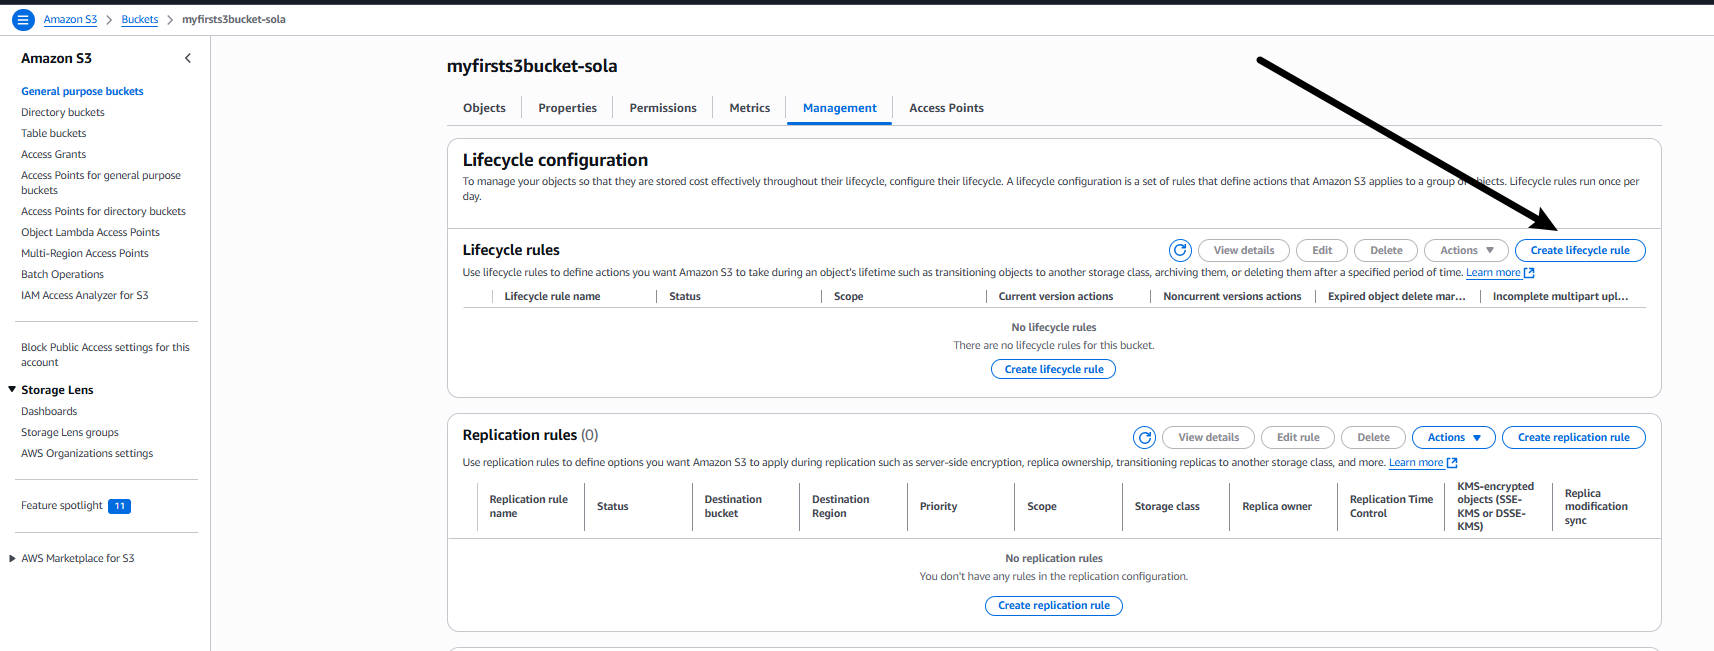 Amazon S3 > Buckets > myfirsts3bucket-sola
Amazon S3
General purpose buckets
Directory buckets
Table buckets
Access Grants
Access Points for general purpose
buckets
Access Points for directory buckets
Object Lambda Access Points
Multi-Region Access Points
Batch Operations
IAM Access Analyzer for S3
Block Public Access settings for this
account
Storage Lens
Dashboards
Storage Lens groups
AWS Organizations settings
Feature spotlight 11
AWS Marketplace for S3
myfirsts3bucket-sola
Objects Properties Permissions Metrics Management Access Points
Lifecycle configuration
To manage your objects so that they are stored cost effectively throughout their lifecycle, configure their lifecycle. A lifecycle configuration is a set of rules that define actions that Amazon S3 applies to a group of objects. Lifecycle rules run once per
day.
Lifecycle rules View details Edit Delete Actions Create lifecycle rule
Use lifecycle rules to define actions you want Amazon S3 to take during an object's lifetime such as transitioning objects to another storage class, archiving them, or deleting them after a specified period of time. Learn more
Lifecycle rule name Status Scope Current version actions Noncurrent versions actions Expired object delete mar... Incomplete multipart upl...
No lifecycle rules
There are no lifecycle rules for this bucket.
Create lifecycle rule
Replication rules (0) View details Edit rule Delete Actions Create replication rule
Use replication rules to define options you want Amazon S3 to apply during replication such as server-side encryption, replica ownership, transitioning replicas to another storage class, and more. Learn more
Replication rule
name
Status
Destination
bucket
Destination
Region
Priority
Scope
Storage class
Replica owner
Replication Time
Control
KMS-encrypted
objects (SSE-
KMS or DSSE-
KMS)
Replica
modification
sync
No replication rules
You don't have any rules in the replication configuration.
Create replication rule